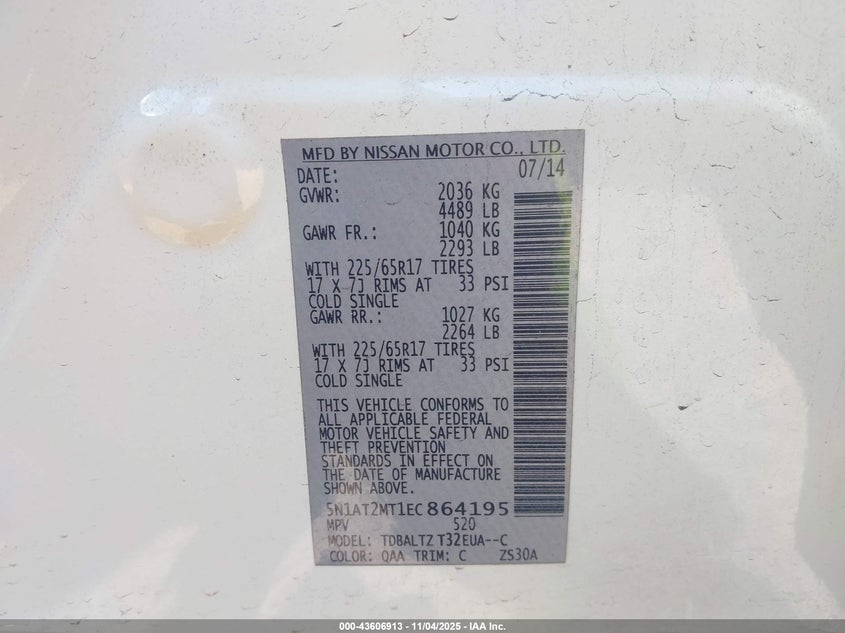 MFD BY NISSAN MOTOR CO., LTD.
DATE: 07/14
GVWR: 2036 KG
4489 LB
GAWR FR.: 1040 KG
2293 LB
WITH 225/65R17 TIRES
17 X 7J RIMS AT 33 PSI
COLD SINGLE
GAWR RR.: 1027 KG
2264 LB
WITH 225/65R17 TIRES
17 X 7J RIMS AT 33 PSI
COLD SINGLE
THIS VEHICLE CONFORMS TO
ALL APPLICABLE FEDERAL
MOTOR VEHICLE SAFETY AND
THEFT PREVENTION
STANDARDS IN EFFECT ON
THE DATE OF MANUFACTURE
SHOWN ABOVE.
5N1AT2MT1EC864195
MPV 520
MODEL: TDBALTZ T32EUA--C
COLOR: QAA TRIM: C ZS30A
000-43606913 - 11/04/2025 - IAA Inc.